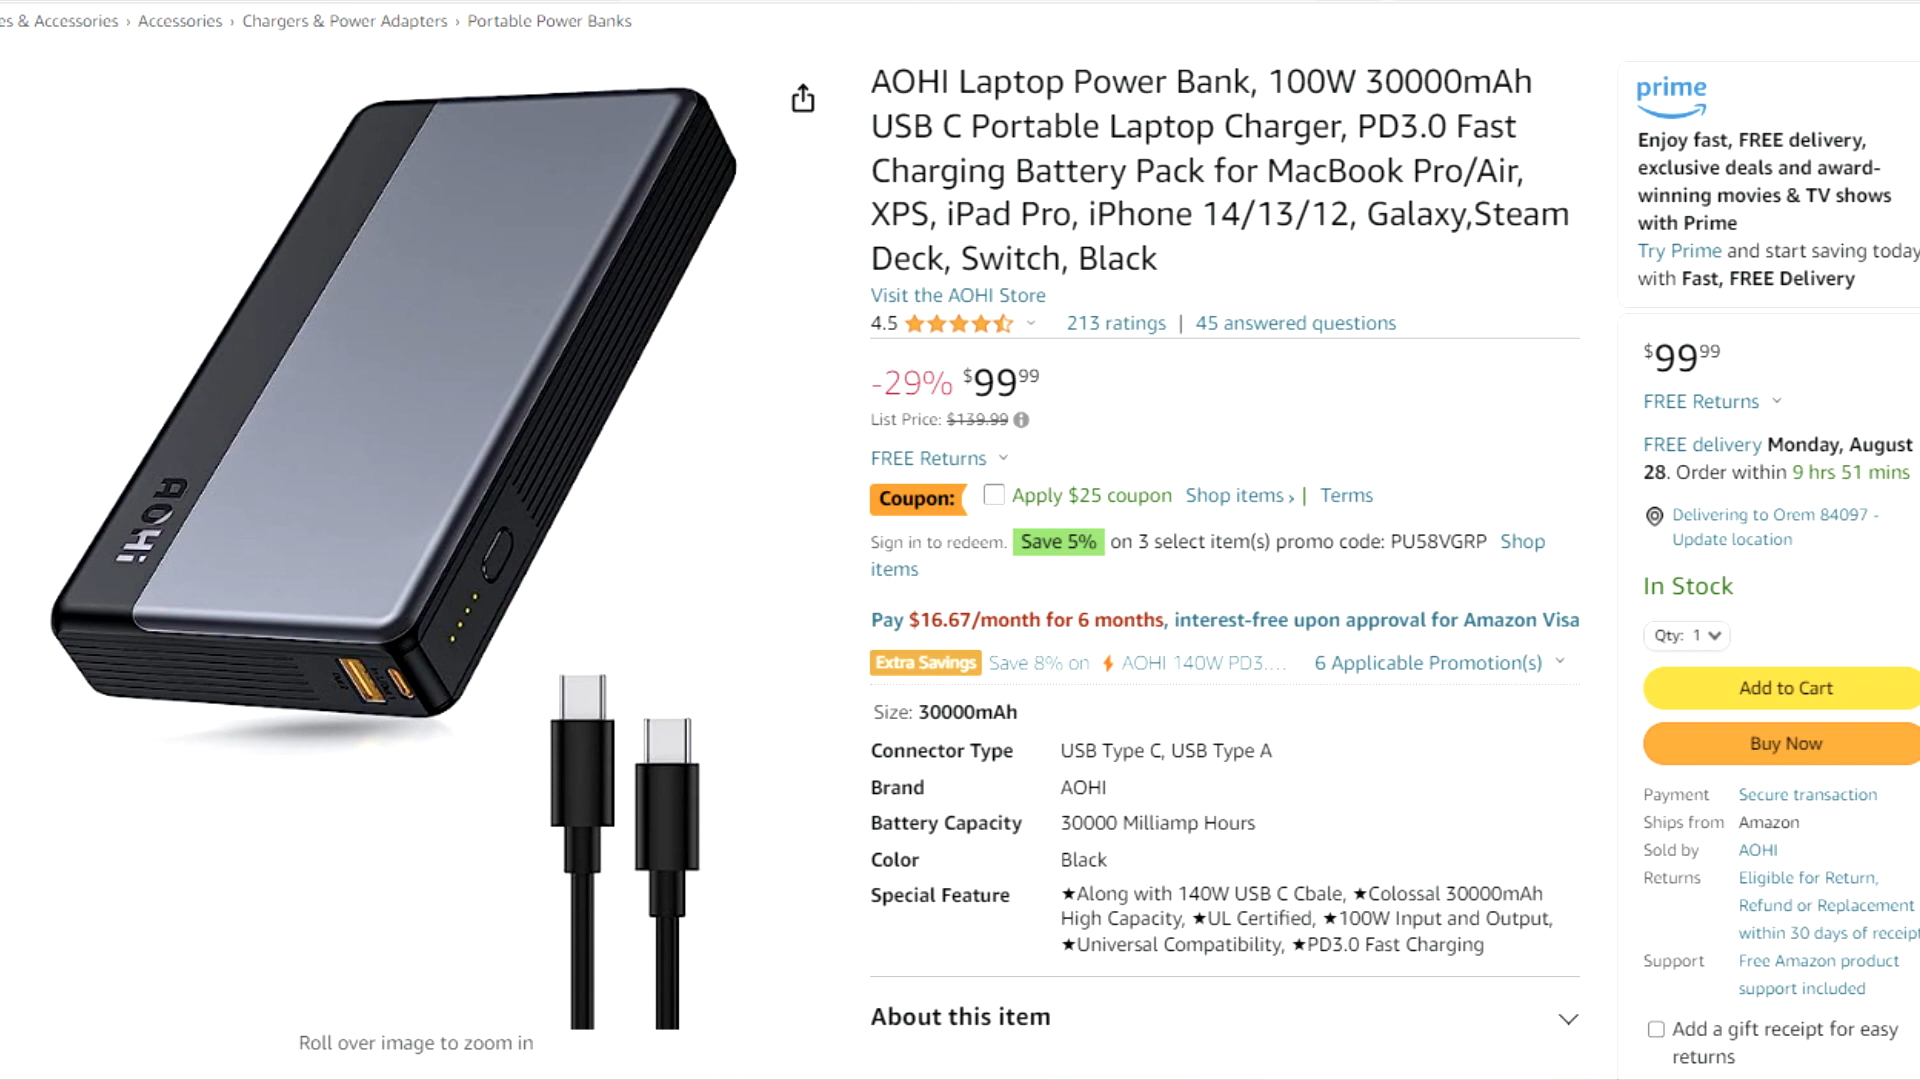 es & Accessories › Accessories › Chargers & Power Adapters › Portable Power Banks
AOHI
Roll over image to zoom in
AOHI Laptop Power Bank, 100W 30000mAh
USB C Portable Laptop Charger, PD3.0 Fast
Charging Battery Pack for MacBook Pro/Air,
XPS, iPad Pro, iPhone 14/13/12, Galaxy,Steam
Deck, Switch, Black
Visit the AOHI Store
4.5 213 ratings | 45 answered questions
-29% $99 99
List Price: $139.99
FREE Returns
Coupon: Apply $25 coupon Shop items › | Terms
Sign in to redeem. Save 5% on 3 select item(s) promo code: PU58VGRP Shop
items
Pay $16.67/month for 6 months, interest-free upon approval for Amazon Visa
Extra Savings Save 8% on AOHI 140W PD3.... 6 Applicable Promotion(s)
Size: 30000mAh
Connector Type USB Type C, USB Type A
Brand AOHI
Battery Capacity 30000 Milliamp Hours
Color Black
Special Feature ★Along with 140W USB C Cbale, ★Colossal 30000mAh
High Capacity, ★UL Certified, ★100W Input and Output,
★Universal Compatibility, ★PD3.0 Fast Charging
About this item
prime
Enjoy fast, FREE delivery,
exclusive deals and award-
winning movies & TV shows
with Prime
Try Prime and start saving today
with Fast, FREE Delivery
$99 99
FREE Returns
FREE delivery Monday, August
28. Order within 9 hrs 51 mins
Delivering to Orem 84097 -
Update location
In Stock
Qty: 1
Add to Cart
Buy Now
Payment Secure transaction
Ships from Amazon
Sold by AOHI
Returns Eligible for Return,
Refund or Replacement
within 30 days of receipt
Support Free Amazon product
support included
Add a gift receipt for easy
returns